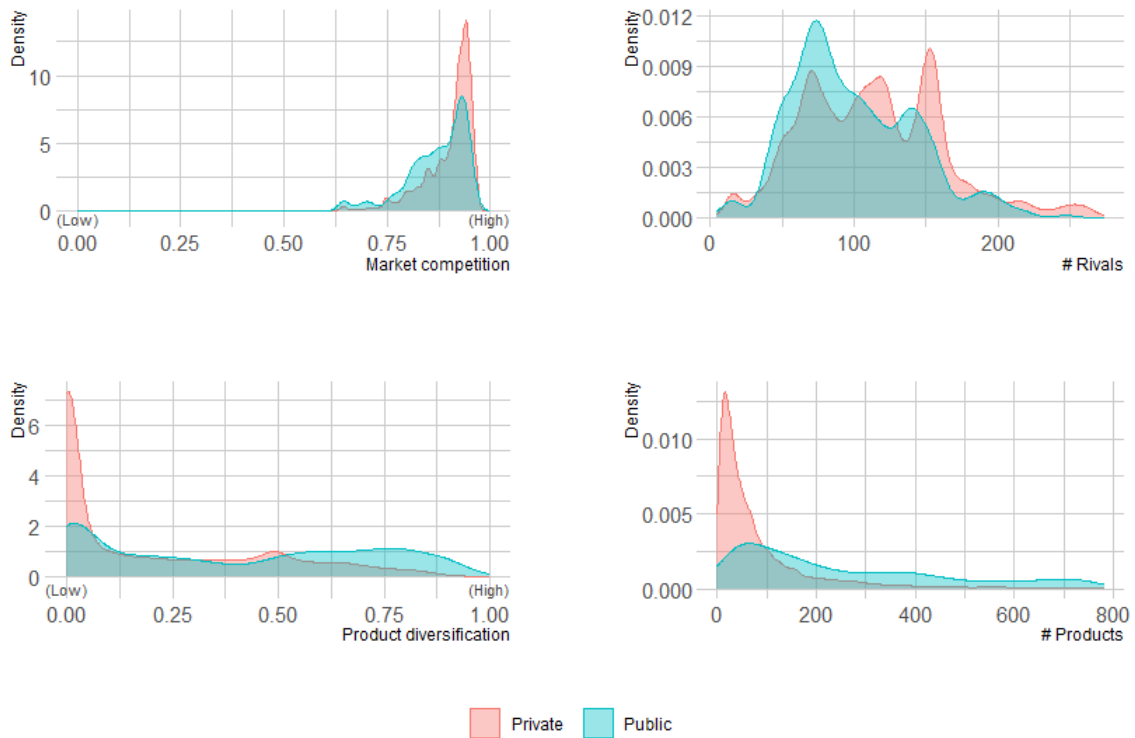 Density
10
5
0
(Low)
(High)
0.00 0.25 0.50 0.75 1.00
Market competition
Density
0.012
0.009
0.006
0.003
0.000
0 100 200
# Rivals
Density
6
4
2
0
(Low)
(High)
0.00 0.25 0.50 0.75 1.00
Product diversification
Density
0.010
0.005
0.000
0 200 400 600 800
# Products
Private Public